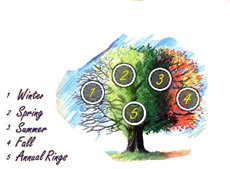 1 Winter
2 Spring
3 Summer
4 Fall
5 Annual Rings
1
2
3
4
5